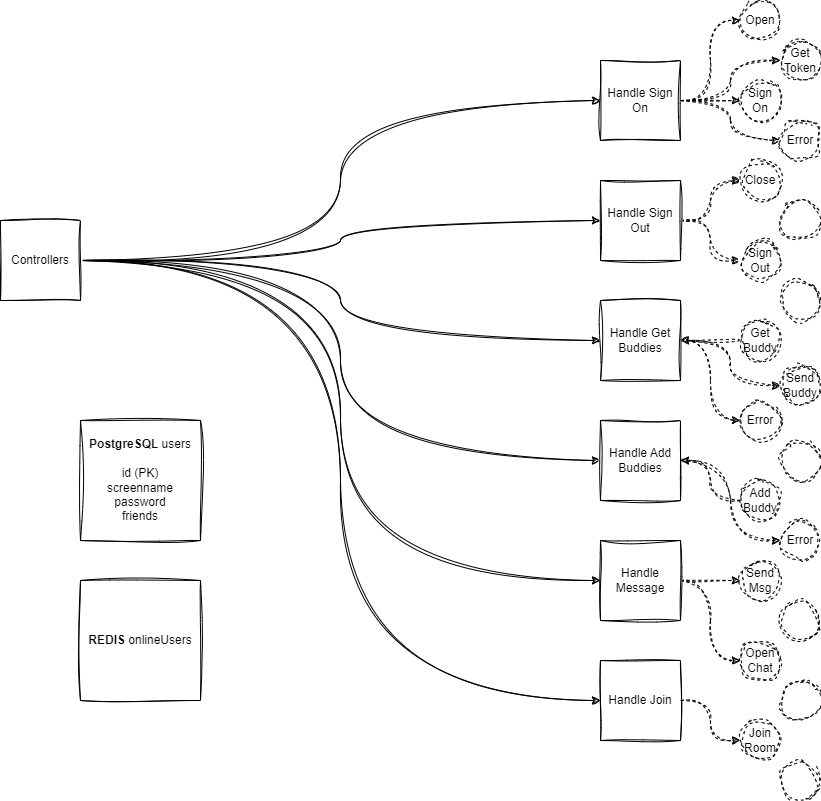 Controllers
PostgreSQL users
id (PK)
screenname
password
friends
REDIS onlineUsers
Handle Sign
On
Open
Get
Token
Sign
On
Error
Handle Sign
Out
Close
Sign
Out
Handle Get
Buddies
Get
Buddy
Send
Buddy
Error
Handle Add
Buddies
Add
Buddy
Error
Handle
Message
Send
Msg
Open
Chat
Handle Join
Join
Room